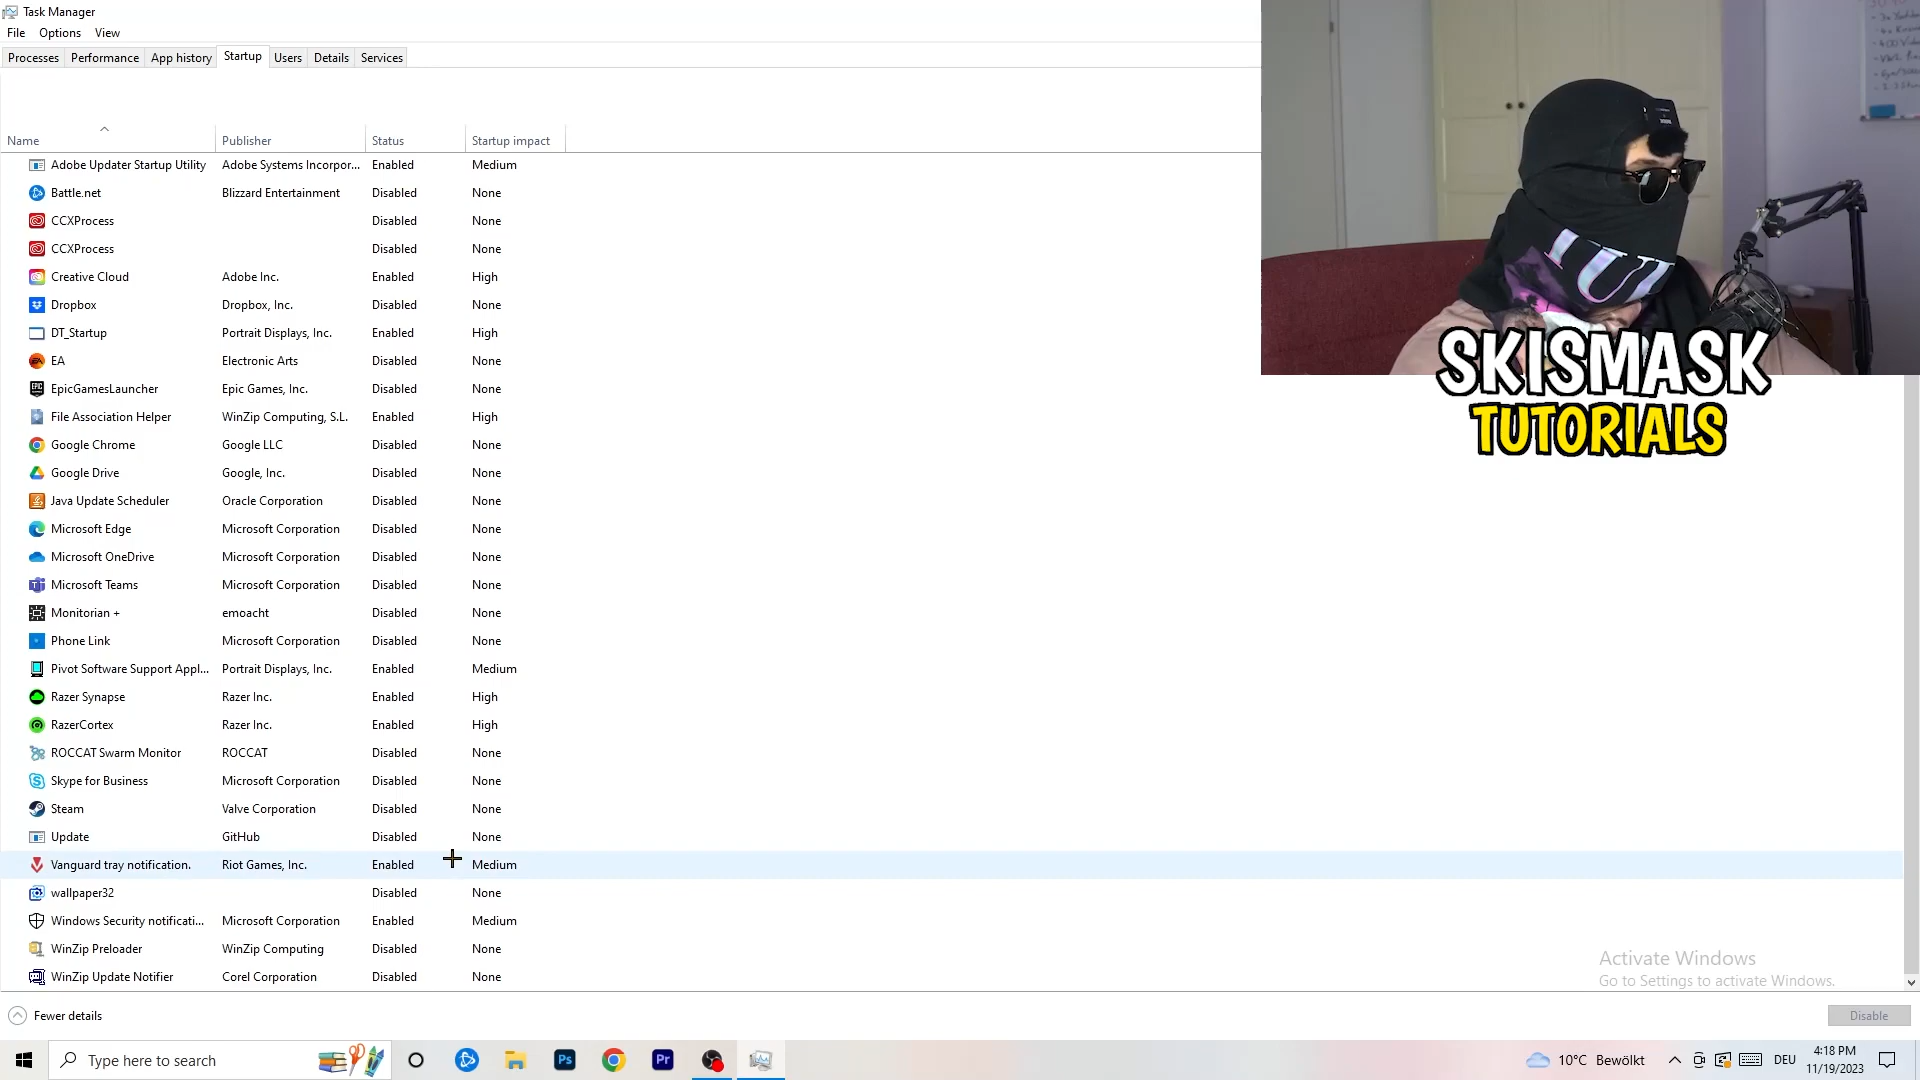 Task Manager
File Options View
Processes Performance App history Startup Users Details Services
Name Publisher Status Startup impact
Adobe Updater Startup Utility Adobe Systems Incorpor... Enabled Medium
Battle.net Blizzard Entertainment Disabled None
CCXProcess Disabled None
CCXProcess Disabled None
Creative Cloud Adobe Inc. Enabled High
Dropbox Dropbox, Inc. Disabled None
DT_Startup Portrait Displays, Inc. Enabled High
EA Electronic Arts Disabled None
EpicGamesLauncher Epic Games, Inc. Disabled None
File Association Helper WinZip Computing, S.L. Enabled High
Google Chrome Google LLC Disabled None
Google Drive Google, Inc. Disabled None
Java Update Scheduler Oracle Corporation Disabled None
Microsoft Edge Microsoft Corporation Disabled None
Microsoft OneDrive Microsoft Corporation Disabled None
Microsoft Teams Microsoft Corporation Disabled None
Monitorian + emoacht Disabled None
Phone Link Microsoft Corporation Disabled None
Pivot Software Support Appl... Portrait Displays, Inc. Enabled Medium
Razer Synapse Razer Inc. Enabled High
RazerCortex Razer Inc. Enabled High
ROCCAT Swarm Monitor ROCCAT Disabled None
Skype for Business Microsoft Corporation Disabled None
Steam Valve Corporation Disabled None
Update GitHub Disabled None
Vanguard tray notification. Riot Games, Inc. Enabled Medium
wallpaper32 Disabled None
Windows Security notificati... Microsoft Corporation Enabled Medium
WinZip Preloader WinZip Computing Disabled None
WinZip Update Notifier Corel Corporation Disabled None
SKISMASK
TUTORIALS
Activate Windows
Go to Settings to activate Windows.
Fewer details
Disable
Type here to search
Ps
Pr
10°C Bewölkt
DEU
4:18 PM
11/19/2023